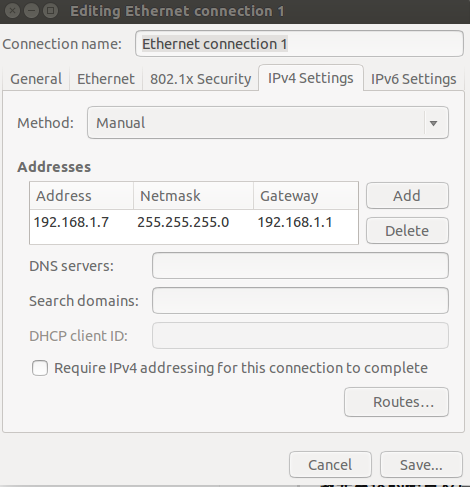 Editing Ethernet connection 1
Connection name: Ethernet connection 1
General Ethernet 802.1x Security IPv4 Settings IPv6 Settings
Method: Manual
Addresses
Address Netmask Gateway Add
192.168.1.7 255.255.255.0 192.168.1.1
Delete
DNS servers:
Search domains:
DHCP client ID:
Require IPv4 addressing for this connection to complete
Routes...
Cancel Save...